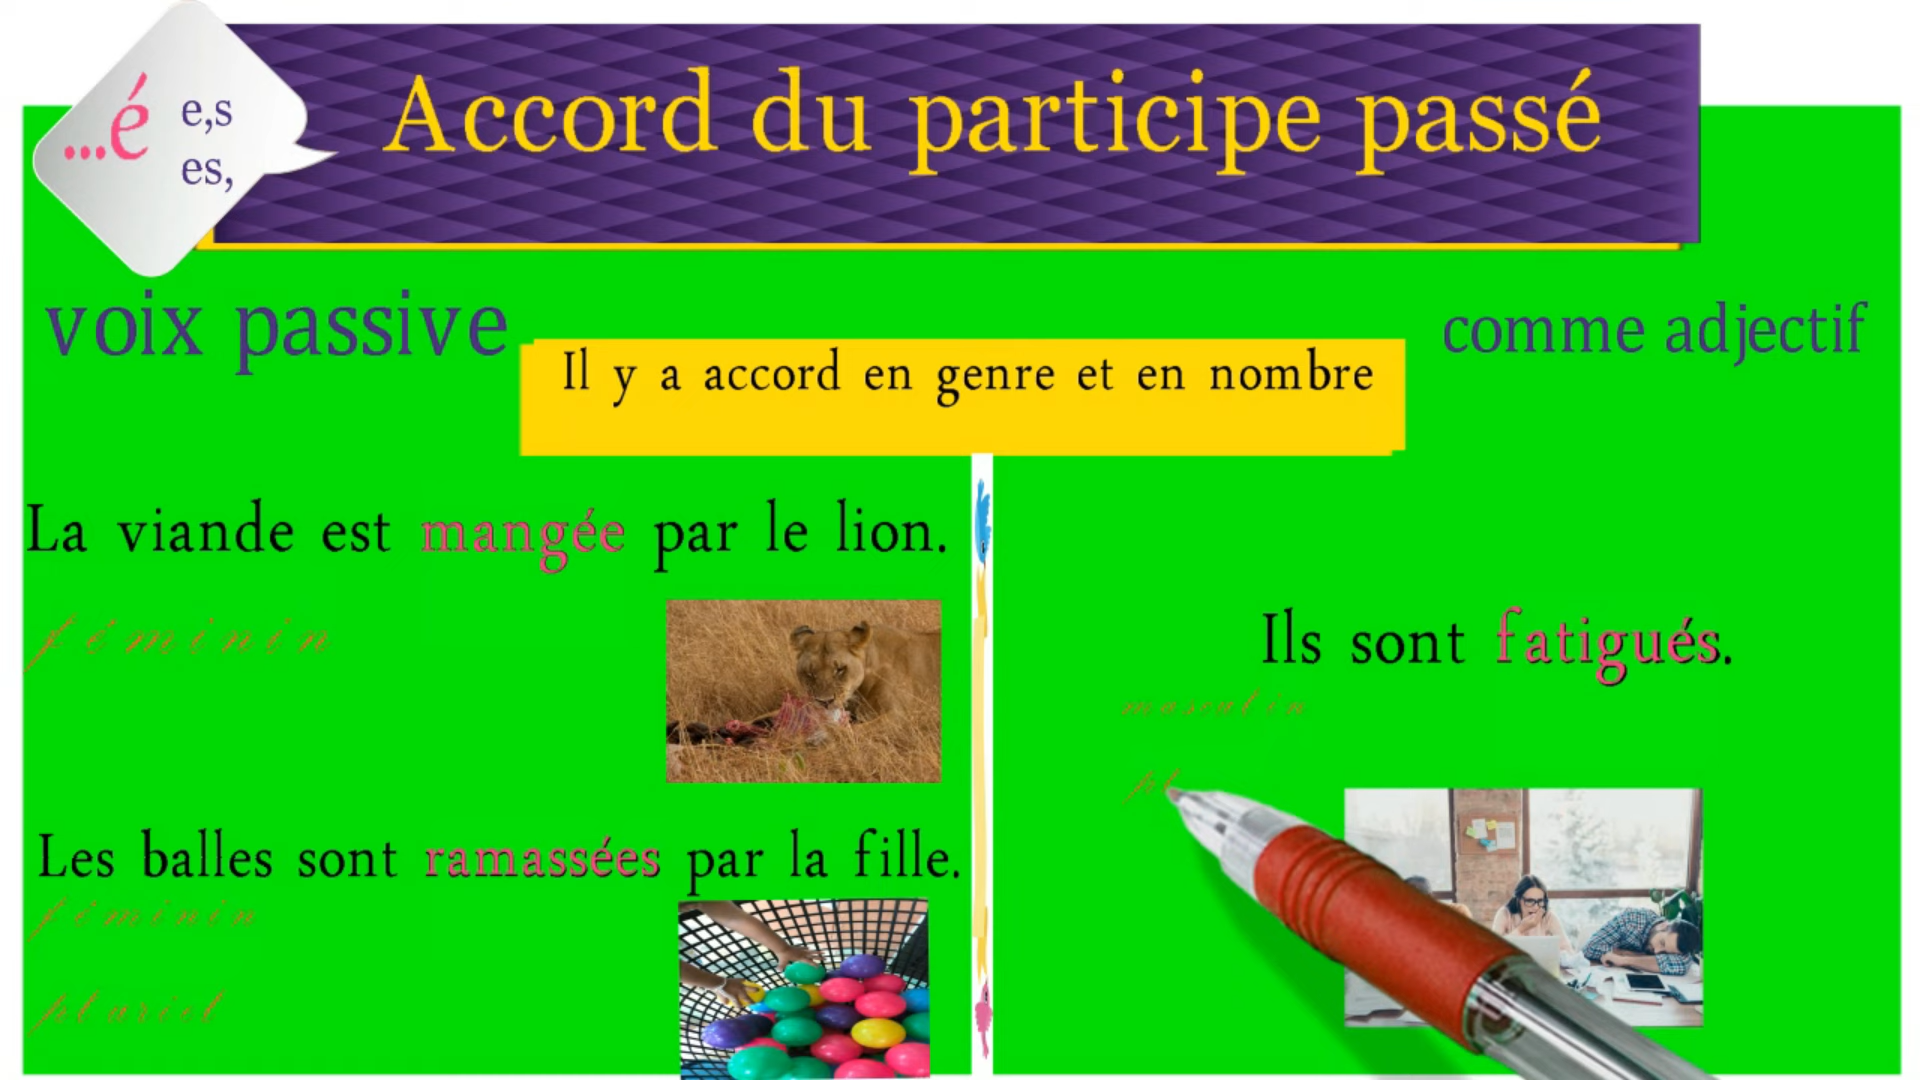 ...é e,s
es,
Accord du participe passé
voix passive
comme adjectif
Il y a accord en genre et en nombre
La viande est mangée par le lion.
féminin
Les balles sont ramassées par la fille.
féminin
pluriel
Ils sont fatigués.
masculin
pl